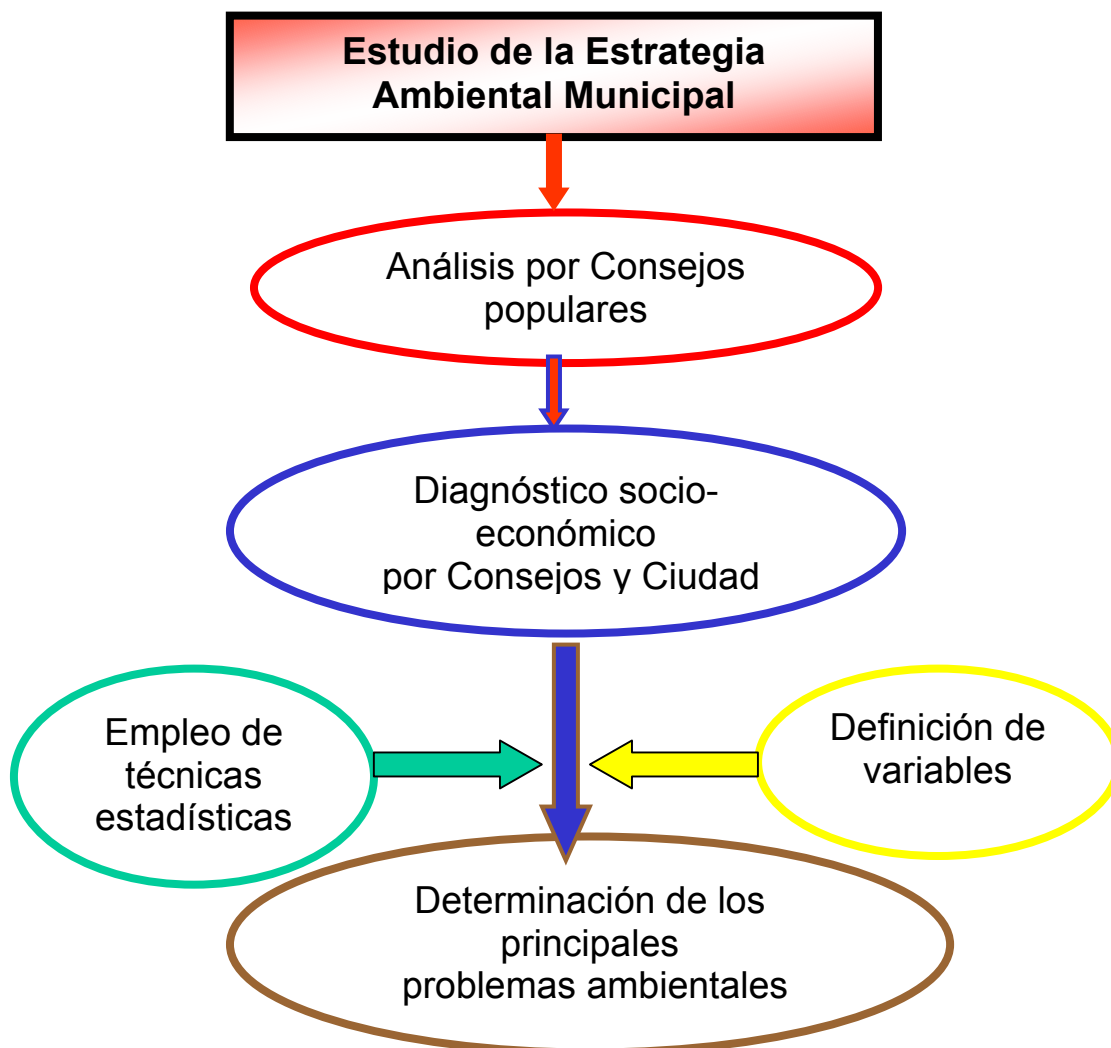 Estudio de la Estrategia
Ambiental Municipal
Análisis por Consejos
populares
Diagnóstico socio-
económico
por Consejos y Ciudad
Empleo de
técnicas
estadísticas
Definición de
variables
Determinación de los
principales
problemas ambientales